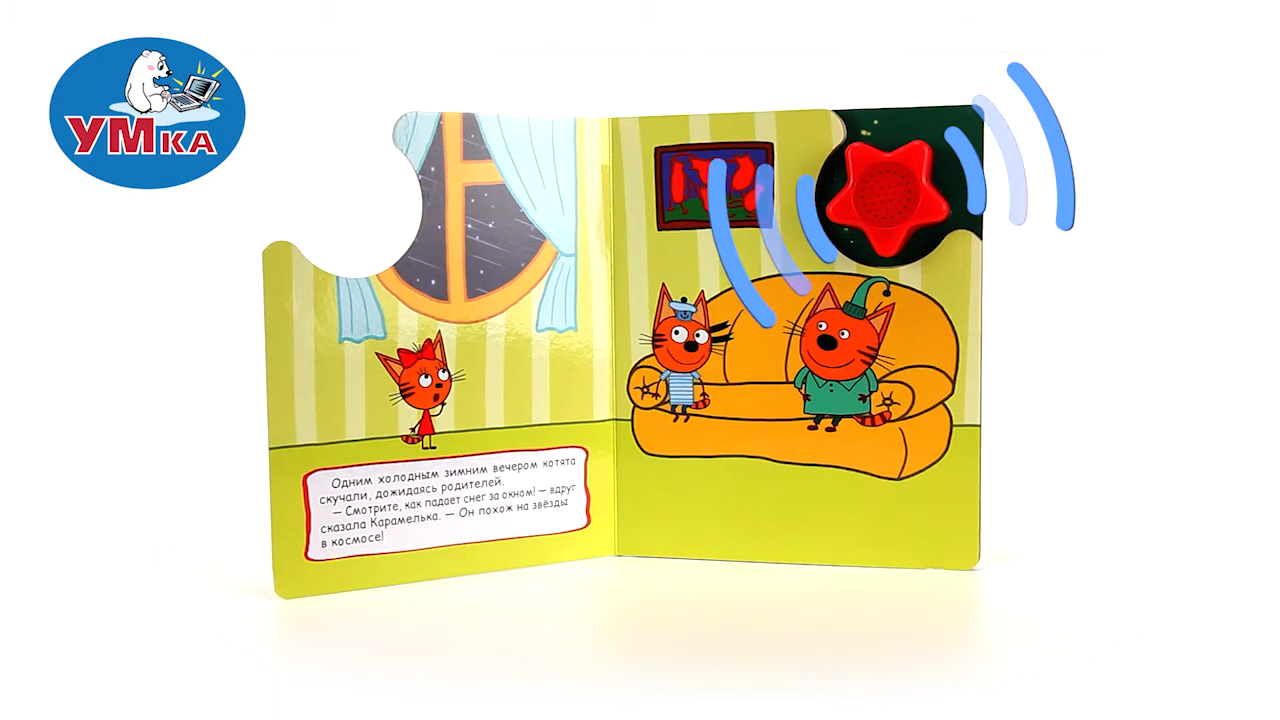 УМКА
Одним холодным зимним вечером котята
скучали, дожидаясь родителей.
— Смотрите, как падает снег за окном! — вдруг
сказала Карамелька. — Он похож на звёзды
в космосе!